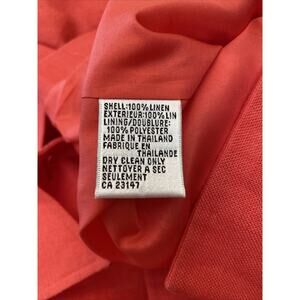 SHELL:100% LINEN
EXTERIEUR:100% LIN
LINING/DOUBLURE:
100% POLYESTER
MADE IN THAILAND
FABRIQUE EN
THAILANDE
DRY CLEAN ONLY
NETTOYER A SEC
SEULEMENT
CA 23147